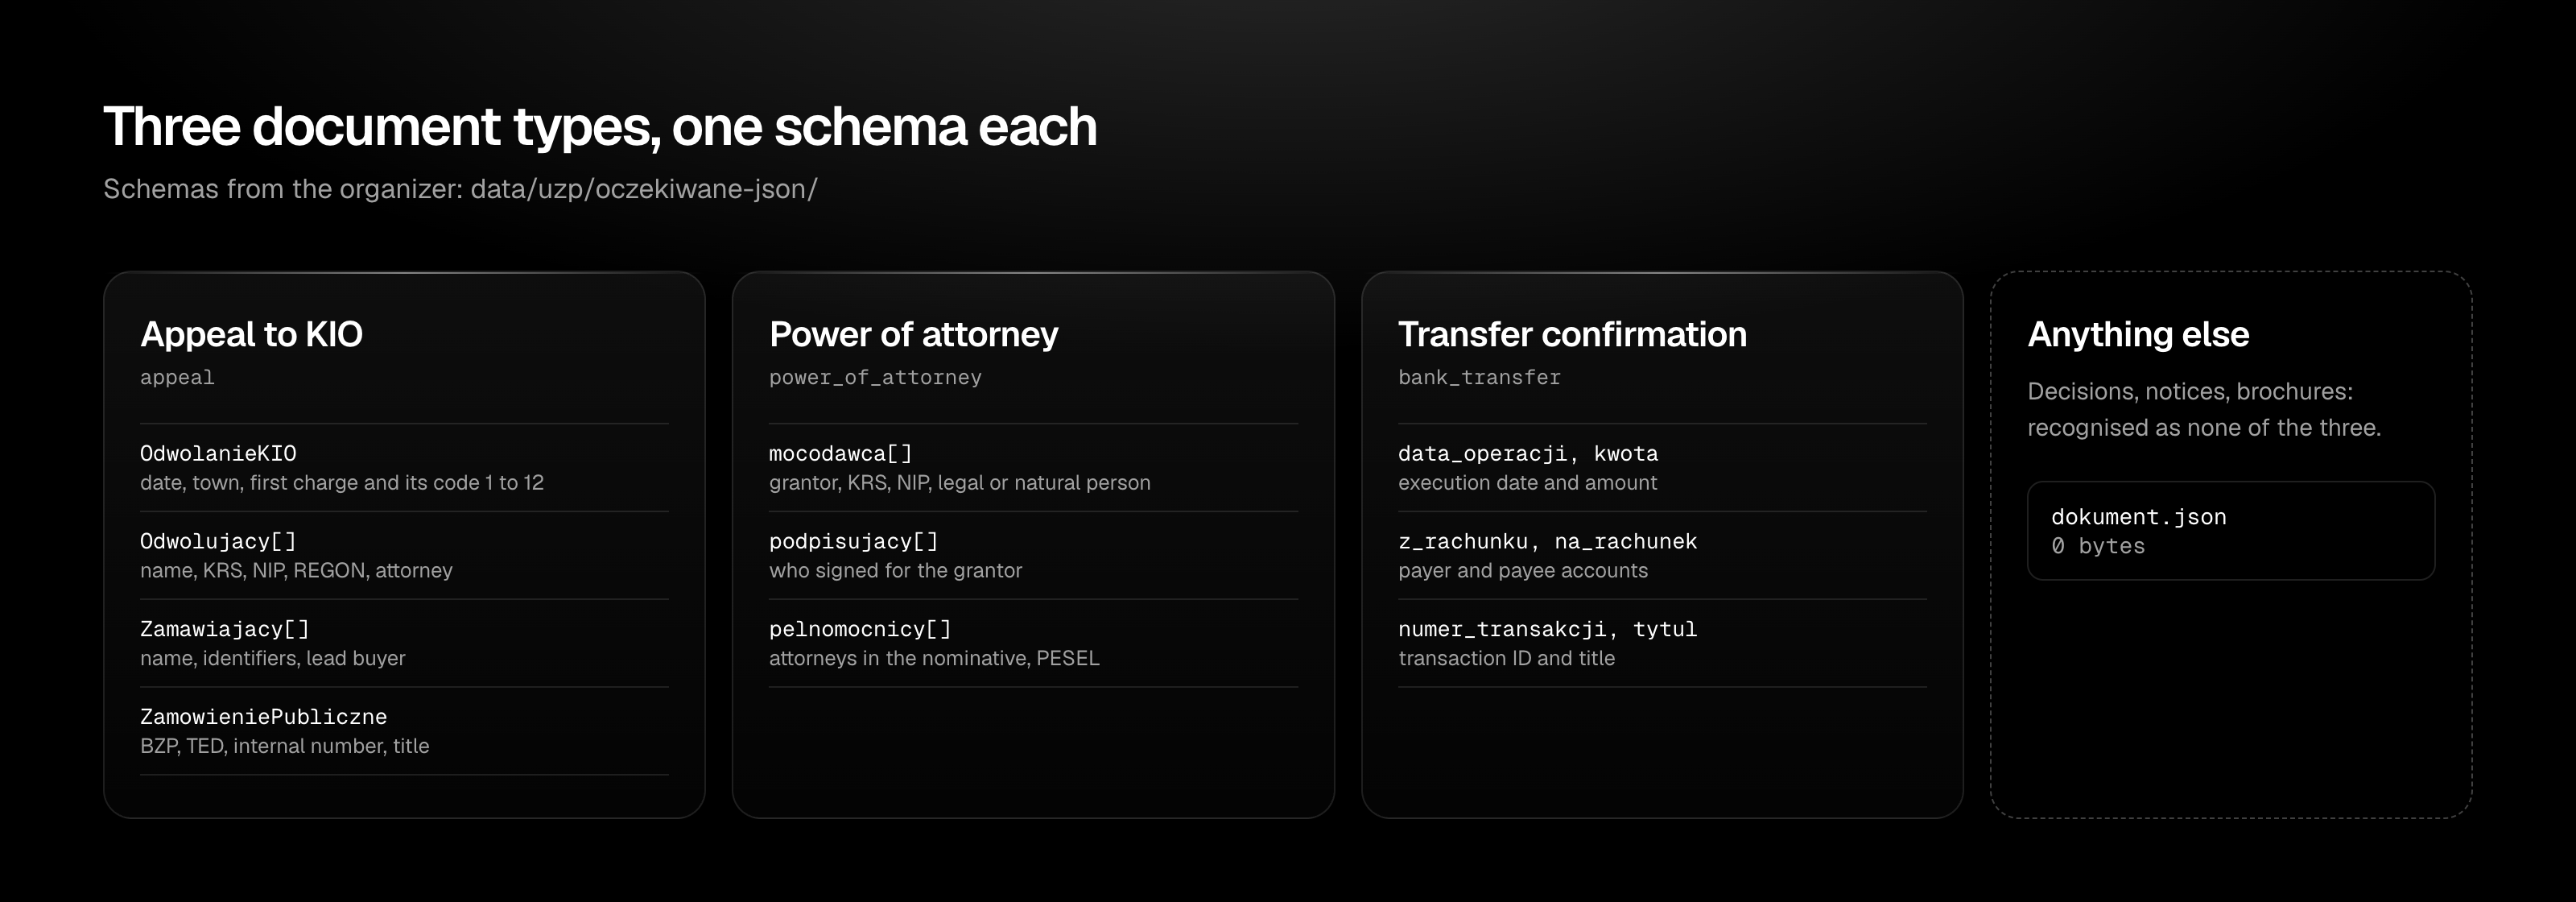 Three document types, one schema each
Schemas from the organizer: data/uzp/oczekiwane-json/
Appeal to KIO
appeal
OdwolanieKIO
date, town, first charge and its code 1 to 12
Odwolujacy[]
name, KRS, NIP, REGON, attorney
Zamawiajacy[]
name, identifiers, lead buyer
ZamowieniePubliczne
BZP, TED, internal number, title
Power of attorney
power_of_attorney
mocodawca[]
grantor, KRS, NIP, legal or natural person
podpisujacy[]
who signed for the grantor
pelnomocnicy[]
attorneys in the nominative, PESEL
Transfer confirmation
bank_transfer
data_operacji, kwota
execution date and amount
z_rachunku, na_rachunek
payer and payee accounts
numer_transakcji, tytul
transaction ID and title
Anything else
Decisions, notices, brochures:
recognised as none of the three.
dokument.json
0 bytes